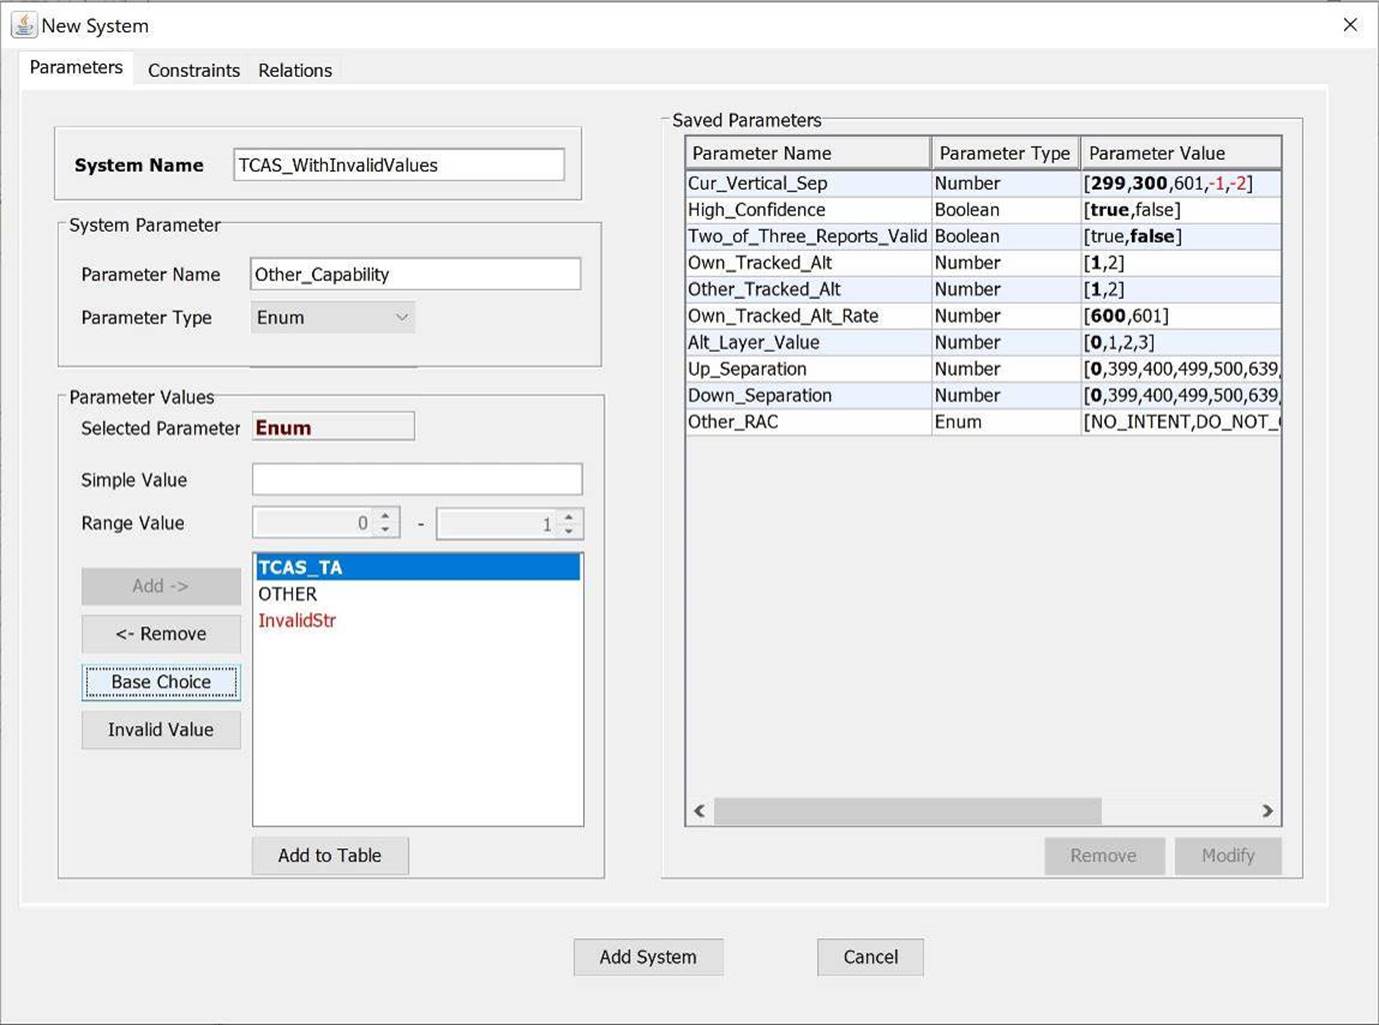 New System
Parameters Constraints Relations
System Name TCAS_WithInvalidValues
System Parameter
Parameter Name Other_Capability
Parameter Type Enum
Parameter Values
Selected Parameter Enum
Simple Value
Range Value 0 - 1
Add ->
<- Remove
Base Choice
Invalid Value
TCAS_TA
OTHER
InvalidStr
Add to Table
Saved Parameters
Parameter Name Parameter Type Parameter Value
Cur_Vertical_Sep Number [299,300,601,-1,-2]
High_Confidence Boolean [true,false]
Two_of_Three_Reports_Valid Boolean [true,false]
Own_Tracked_Alt Number [1,2]
Other_Tracked_Alt Number [1,2]
Own_Tracked_Alt_Rate Number [600,601]
Alt_Layer_Value Number [0,1,2,3]
Up_Separation Number [0,399,400,499,500,639,
Down_Separation Number [0,399,400,499,500,639,
Other_RAC Enum [NO_INTENT,DO_NOT_
Remove Modify
Add System Cancel